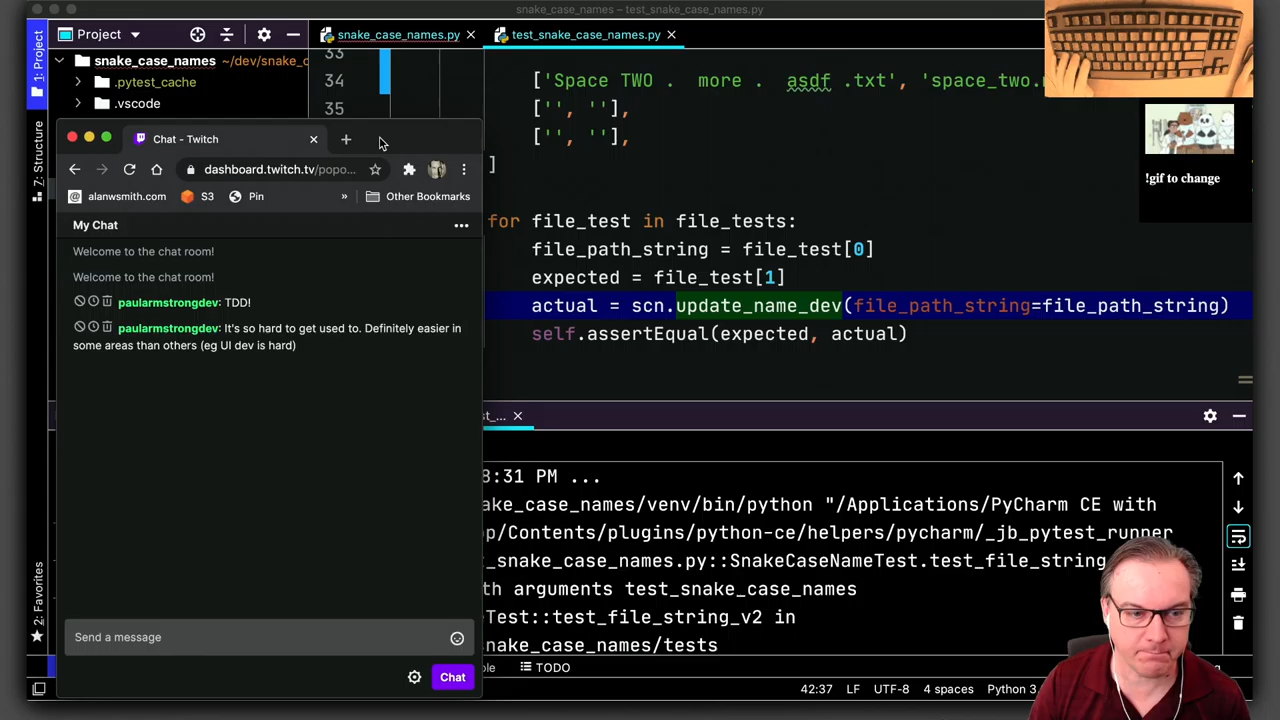 snake_case_names – test_snake_case_names.py
Project
snake_case_names.py
test_snake_case_names.py
1: Project
Z: Structure
2: Favorites
snake_case_names ~/dev/snake_c
.pytest_cache
.vscode
33
34
35
['Space TWO .  more .  asdf .txt', 'space_two.
['', ''],
['', ''],
]
for file_test in file_tests:
file_path_string = file_test[0]
expected = file_test[1]
actual = scn.update_name_dev(file_path_string=file_path_string)
self.assertEqual(expected, actual)
!gif to change
Chat - Twitch
dashboard.twitch.tv/popo...
alanwsmith.com
S3
Pin
»
Other Bookmarks
My Chat
Welcome to the chat room!
Welcome to the chat room!
paularmstrongdev: TDD!
paularmstrongdev: It's so hard to get used to. Definitely easier in
some areas than others (eg UI dev is hard)
Send a message
Chat
st_...
8:31 PM ...
ake_case_names/venv/bin/python "/Applications/PyCharm CE with
op/Contents/plugins/python-ce/helpers/pycharm/_jb_pytest_runner
t_snake_case_names.py::SnakeCaseNameTest.test_file_string
th arguments test_snake_case_names
eTest::test_file_string_v2 in
snake_case_names/tests
ole
TODO
42:37
LF
UTF-8
4 spaces
Python 3.